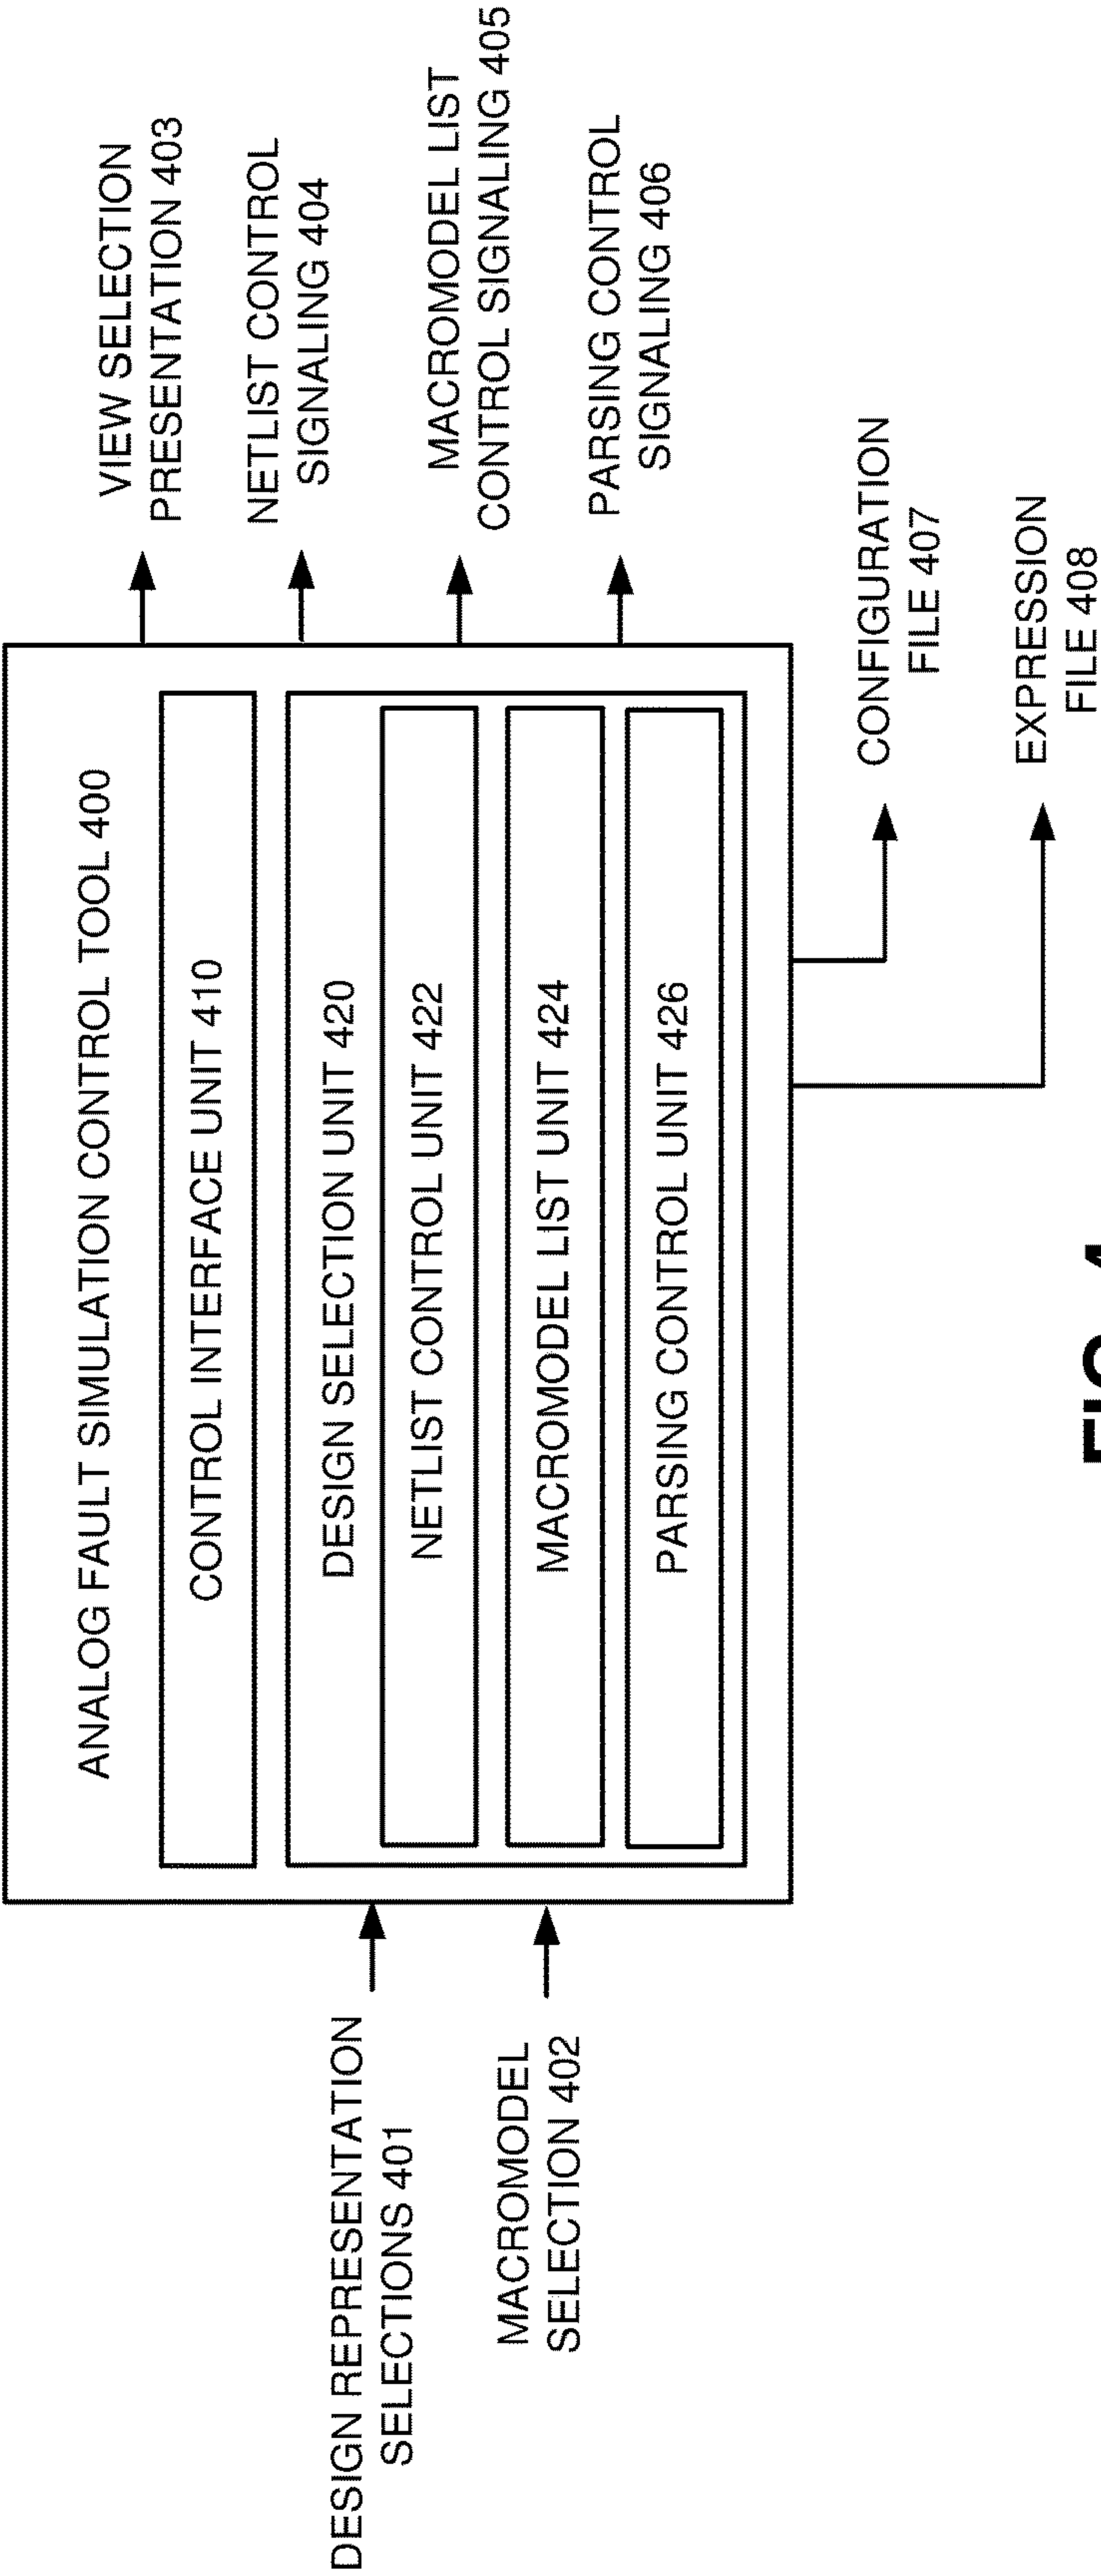 ANALOG FAULT SIMULATION CONTROL TOOL 400
CONTROL INTERFACE UNIT 410
DESIGN SELECTION UNIT 420
NETLIST CONTROL UNIT 422
MACROMODEL LIST UNIT 424
PARSING CONTROL UNIT 426
DESIGN REPRESENTATION
SELECTIONS 401
MACROMODEL
SELECTION 402
VIEW SELECTION
PRESENTATION 403
NETLIST CONTROL
SIGNALING 404
MACROMODEL LIST
CONTROL SIGNALING 405
PARSING CONTROL
SIGNALING 406
CONFIGURATION
FILE 407
EXPRESSION
FILE 408